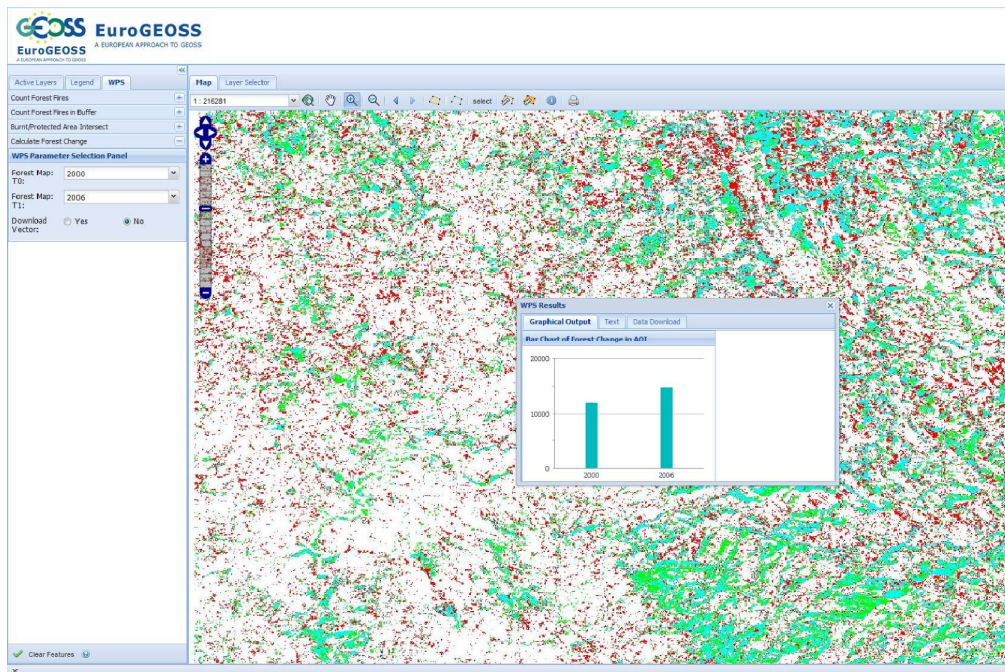 GEOSS
EuroGEOSS
A EUROPEAN APPROACH TO GEOSS
EuroGEOSS
A EUROPEAN APPROACH TO GEOSS
Active Layers
Legend
WPS
Count Forest Fires
Count Forest Fires in Buffer
Burnt/Protected Area Intersect
Calculate Forest Change
WPS Parameter Selection Panel
Forest Map: 2000
T0:
Forest Map: 2006
T1:
Download Yes No
Vector:
Clear Features
Map
Layer Selector
1 : 216281
select
WPS Results
Graphical Output
Text
Data Download
Bar Chart of Forest Change in AOI
20000
10000
0
2000
2006